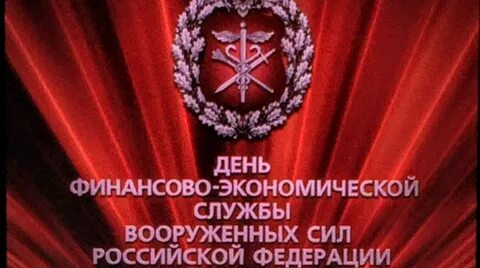 ДЕНЬ
ФИНАНСОВО-ЭКОНОМИЧЕСКОЙ
СЛУЖБЫ
ВООРУЖЕННЫХ СИЛ
РОССИЙСКОЙ ФЕДЕРАЦИИ